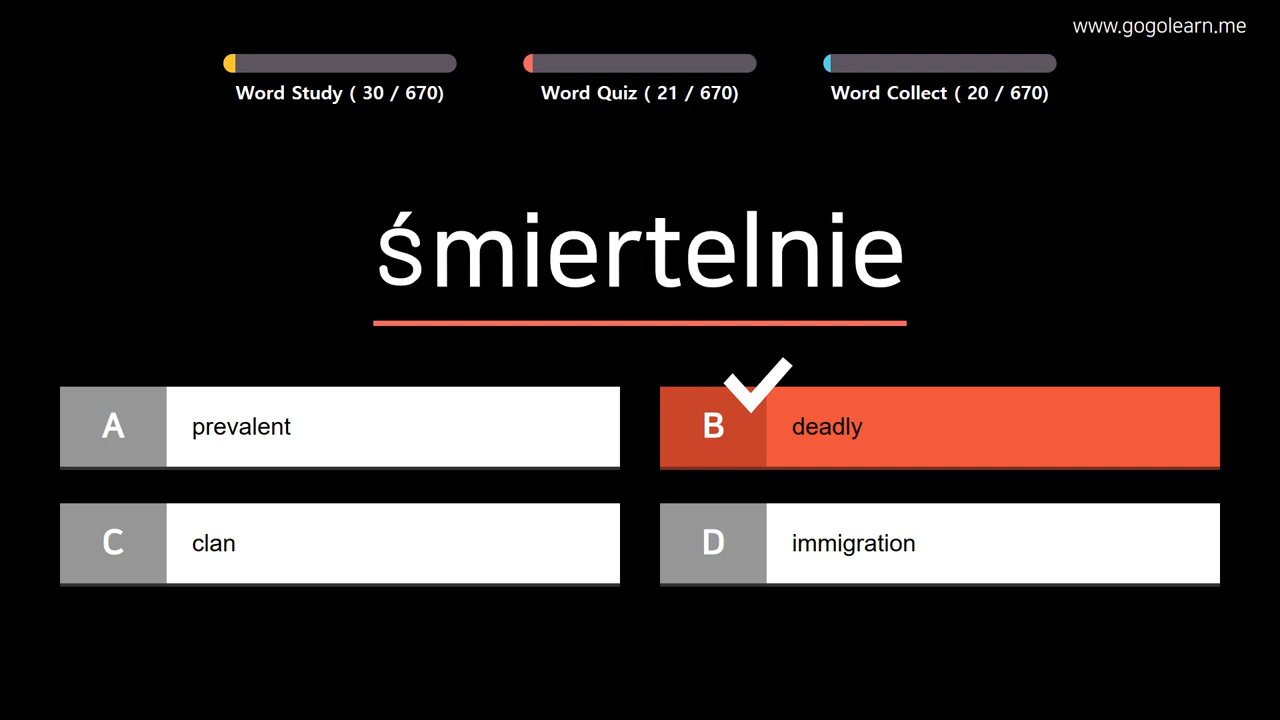 www.gogolearn.me
Word Study ( 30 / 670)
Word Quiz ( 21 / 670)
Word Collect ( 20 / 670)
śmiertelnie
A prevalent
B deadly
C clan
D immigration